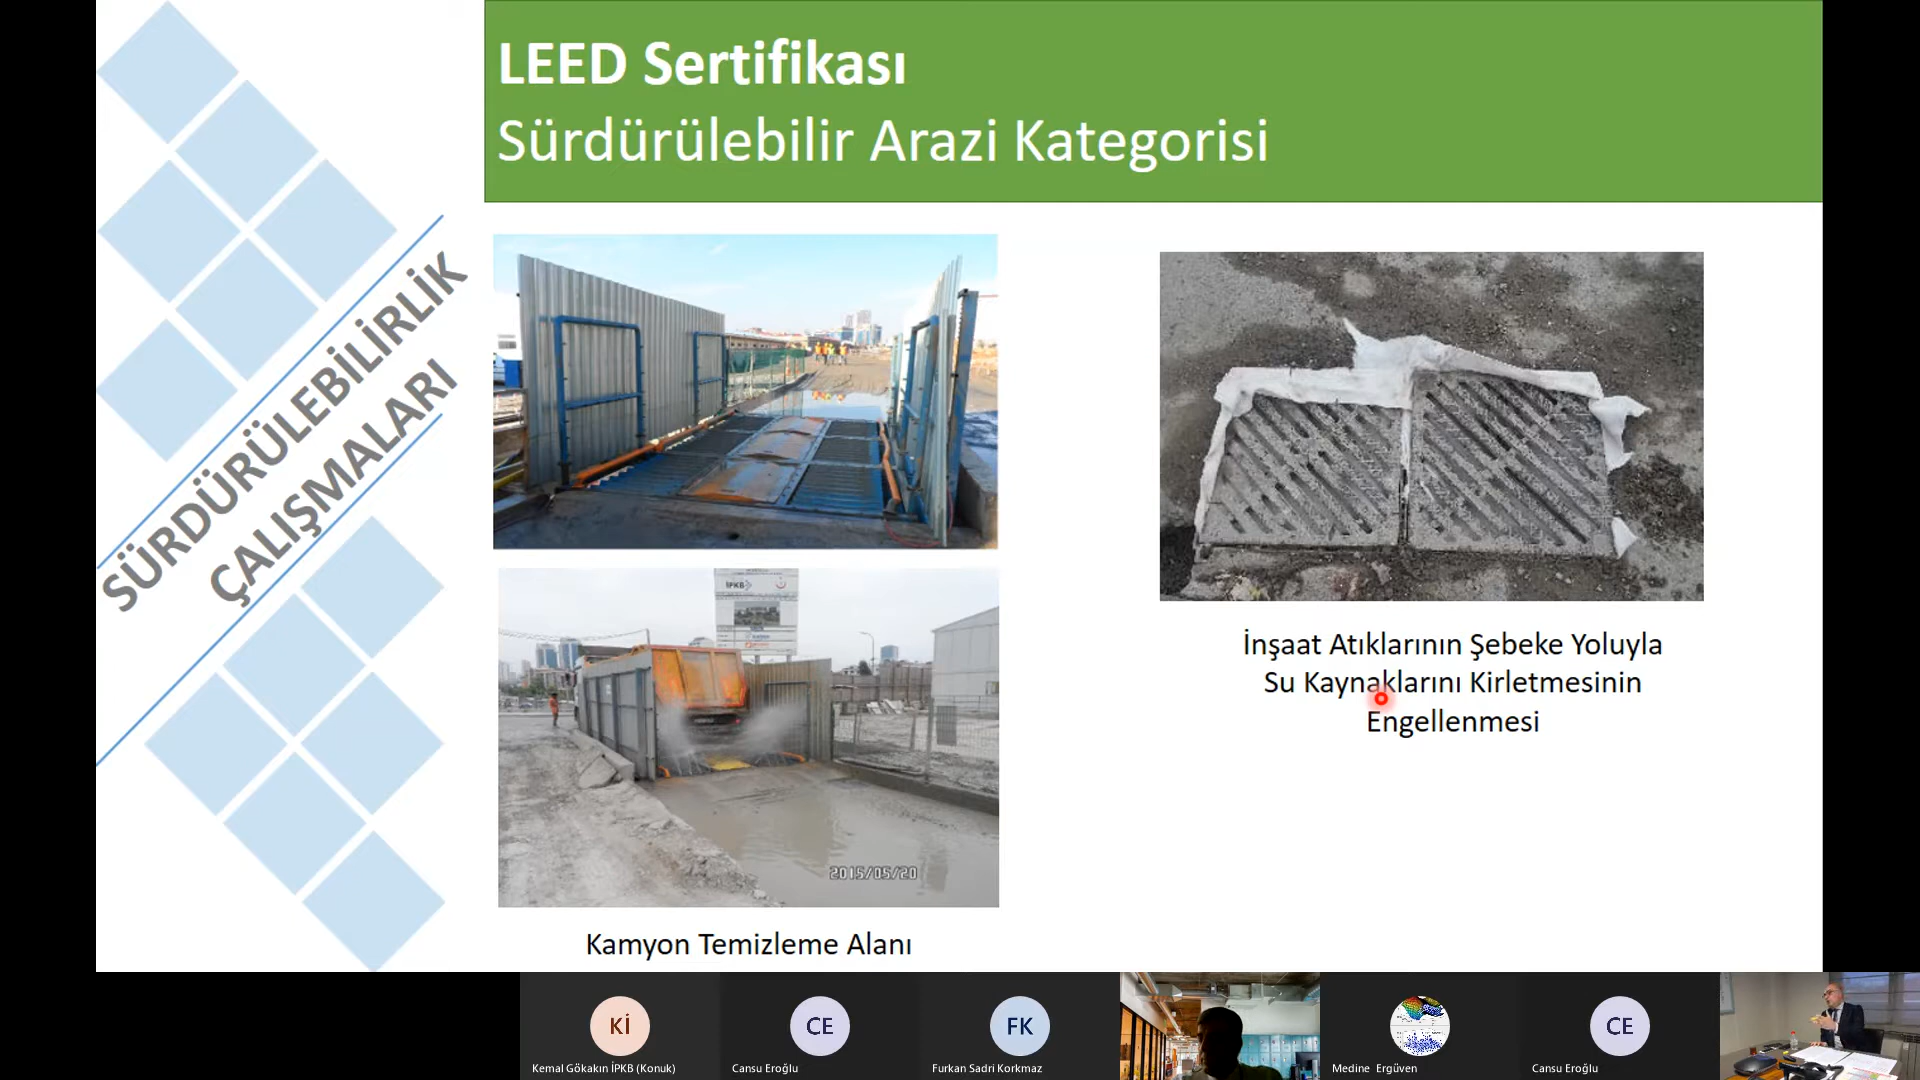 LEED Sertifikası
Sürdürülebilir Arazi Kategorisi
SÜRDÜRÜLEBİLİRLİK
ÇALIŞMALARI
İPKB
2015/05/20
Kamyon Temizleme Alanı
İnşaat Atıklarının Şebeke Yoluyla
Su Kaynaklarını Kirletmesinin
Engellenmesi
Kİ
CE
FK
CE
Kemal Gökakın İPKB (Konuk)
Cansu Eroğlu
Furkan Sadri Korkmaz
Medine Ergüven
Cansu Eroğlu